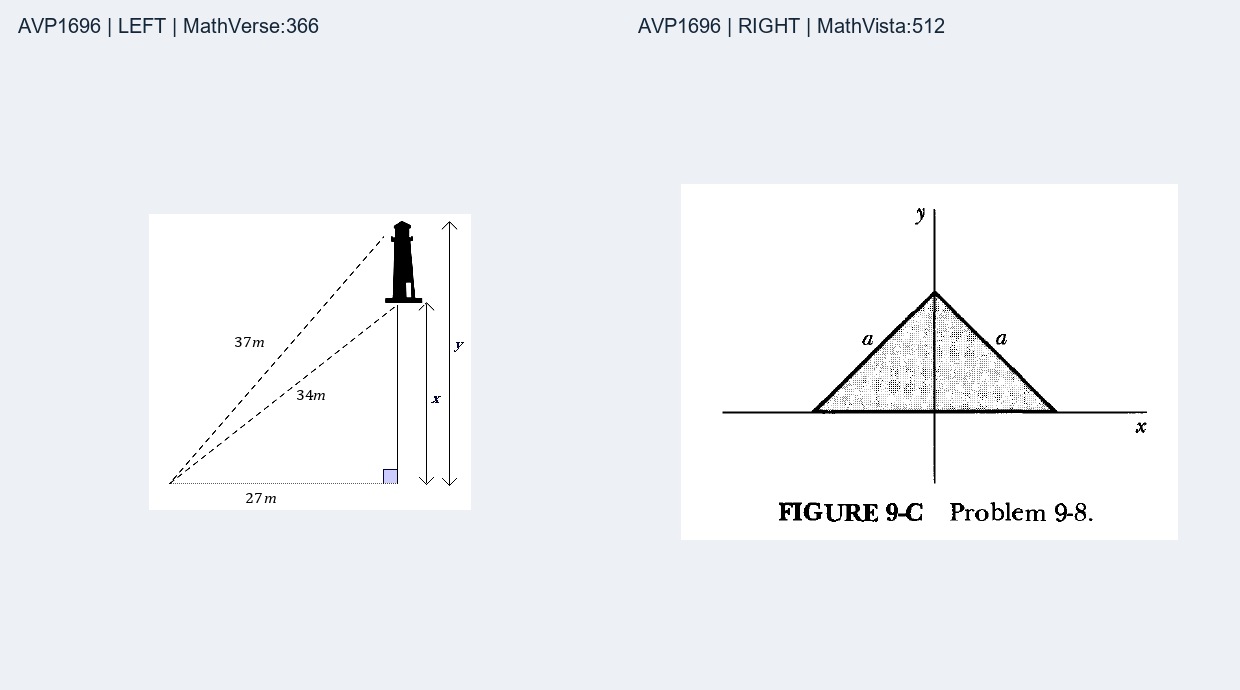 AVP1696 | LEFT | MathVerse:366
AVP1696 | RIGHT | MathVista:512
37m
34m
27m
x
y
y
a
a
x
FIGURE 9-C Problem 9-8.